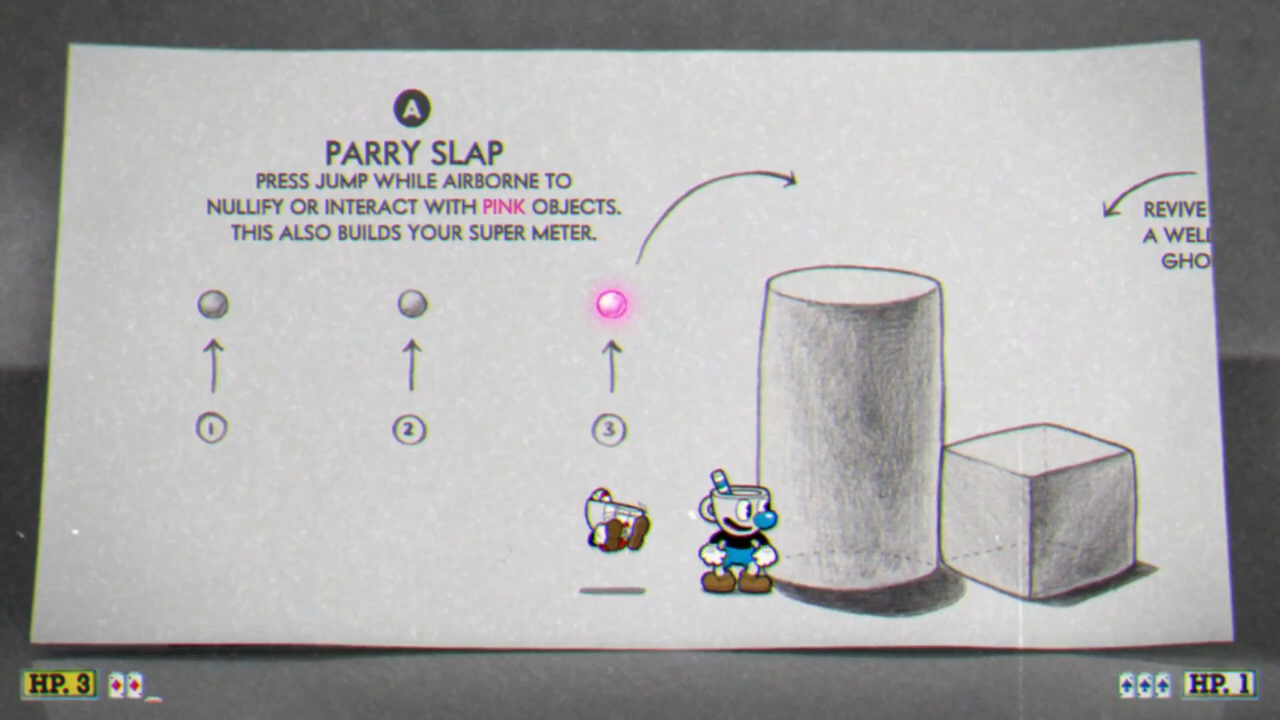 A
PARRY SLAP
PRESS JUMP WHILE AIRBORNE TO
NULLIFY OR INTERACT WITH PINK OBJECTS.
THIS ALSO BUILDS YOUR SUPER METER.
REVIVE
A WELL
GHO
1 2 3
HP. 3
HP. 1